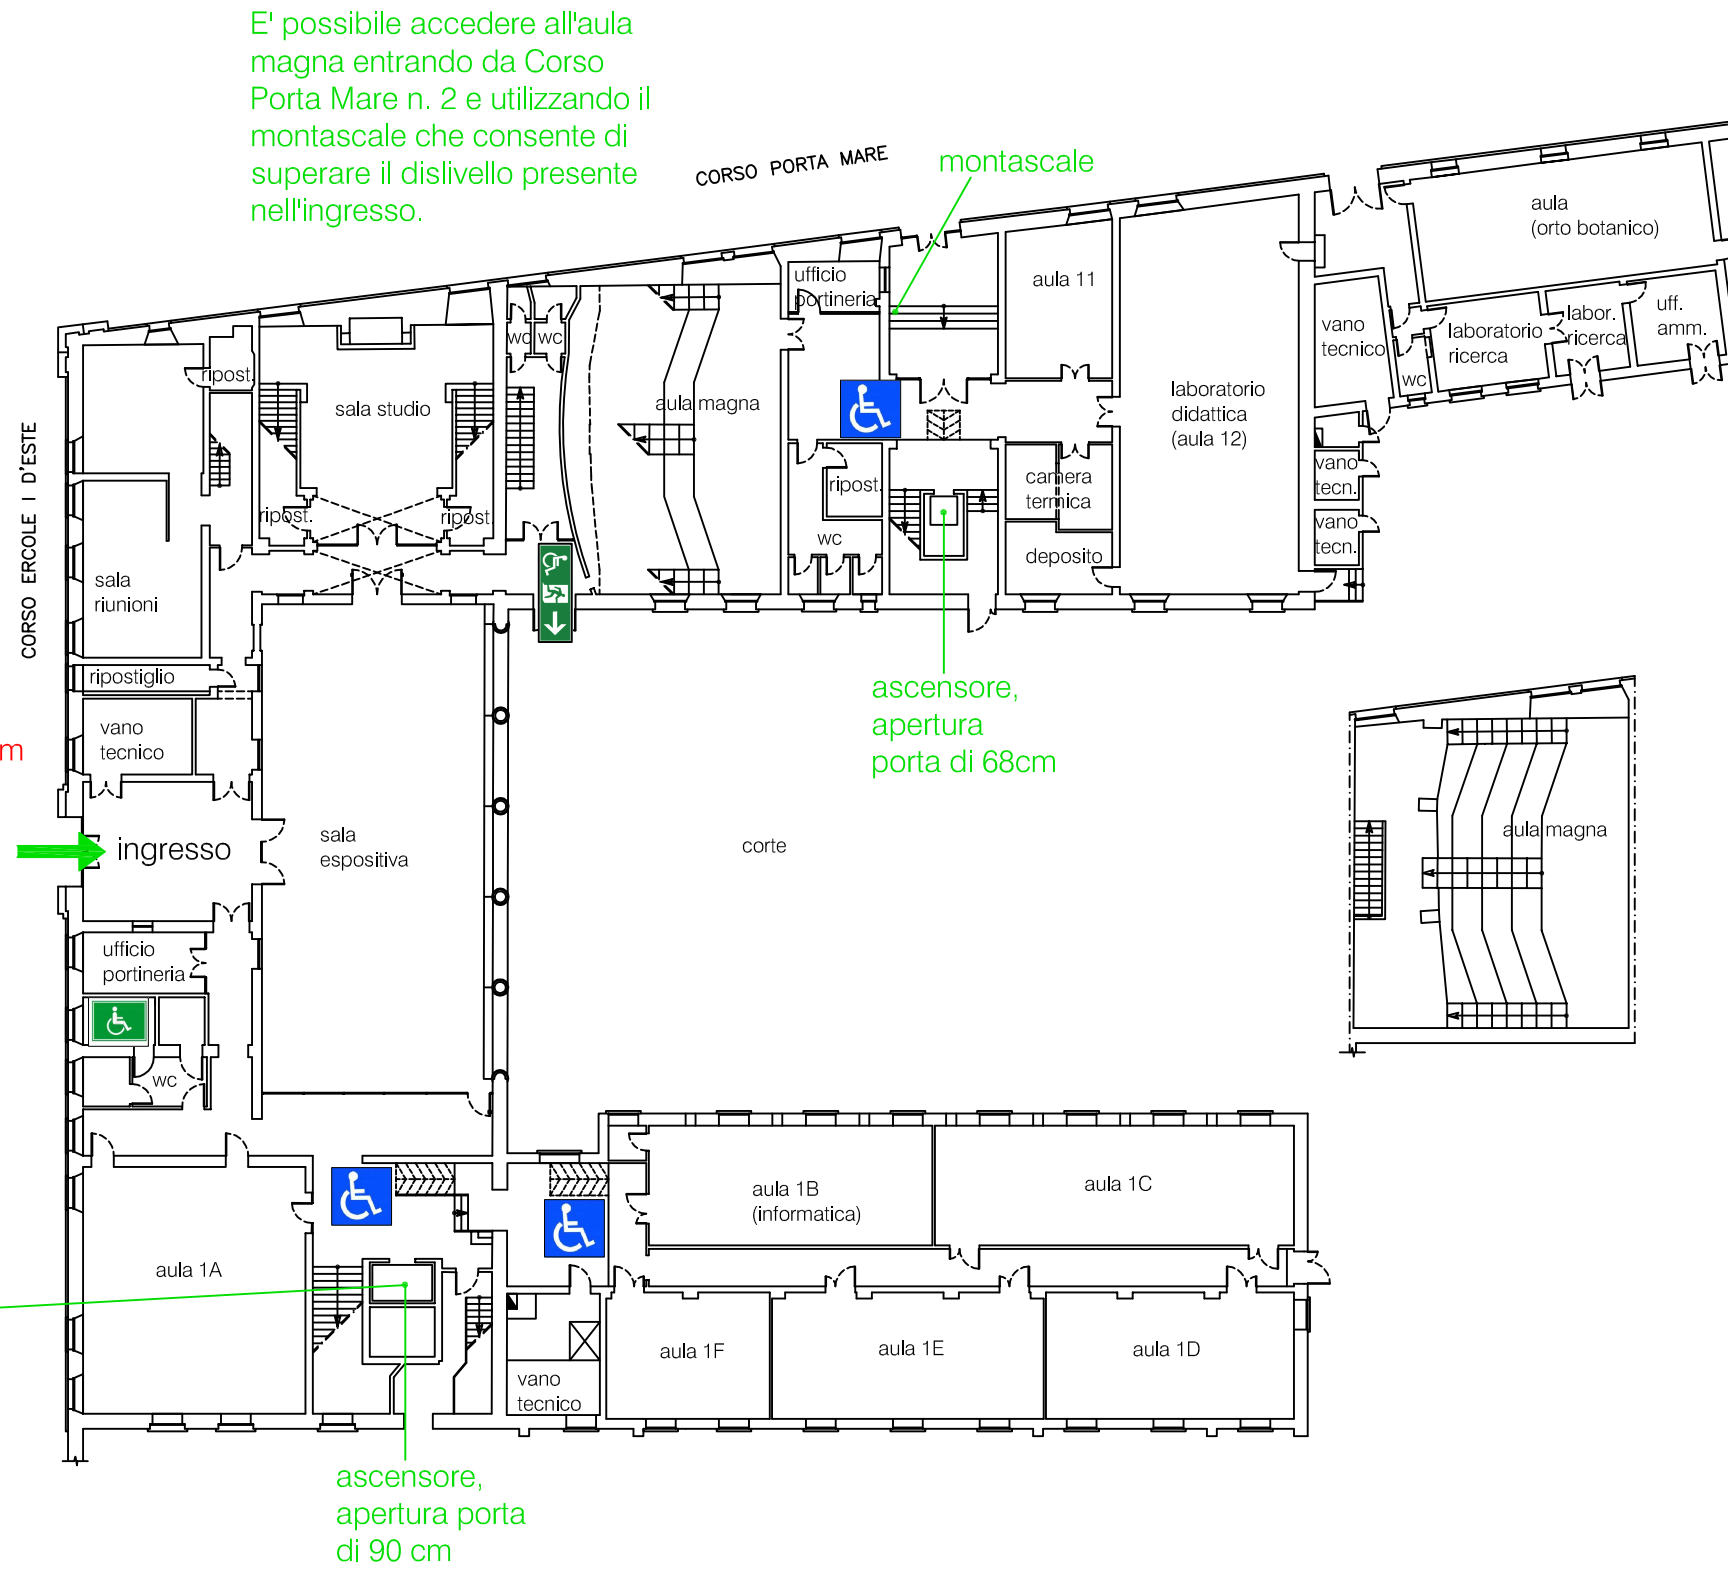 E' possibile accedere all'aula
magna entrando da Corso
Porta Mare n. 2 e utilizzando il
montascale che consente di
superare il dislivello presente
nell'ingresso.
CORSO PORTA MARE
montascale
aula
(orto botanico)
ufficio
portineria
aula 11
vano
tecnico
laboratorio
ricerca
labor.
ricerca
uff.
amm.
wc
wc
wc
ripost.
sala studio
aula magna
laboratorio
didattica
(aula 12)
CORSO ERCOLE I D'ESTE
ripost.
ripost.
ripost.
camera
termica
vano
tecn.
vano
tecn.
wc
deposito
sala
riunioni
ripostiglio
vano
tecnico
m
ascensore,
apertura
porta di 68cm
ingresso
sala
espositiva
corte
aula magna
ufficio
portineria
wc
aula 1A
aula 1B
(informatica)
aula 1C
aula 1F
aula 1E
aula 1D
vano
tecnico
ascensore,
apertura porta
di 90 cm